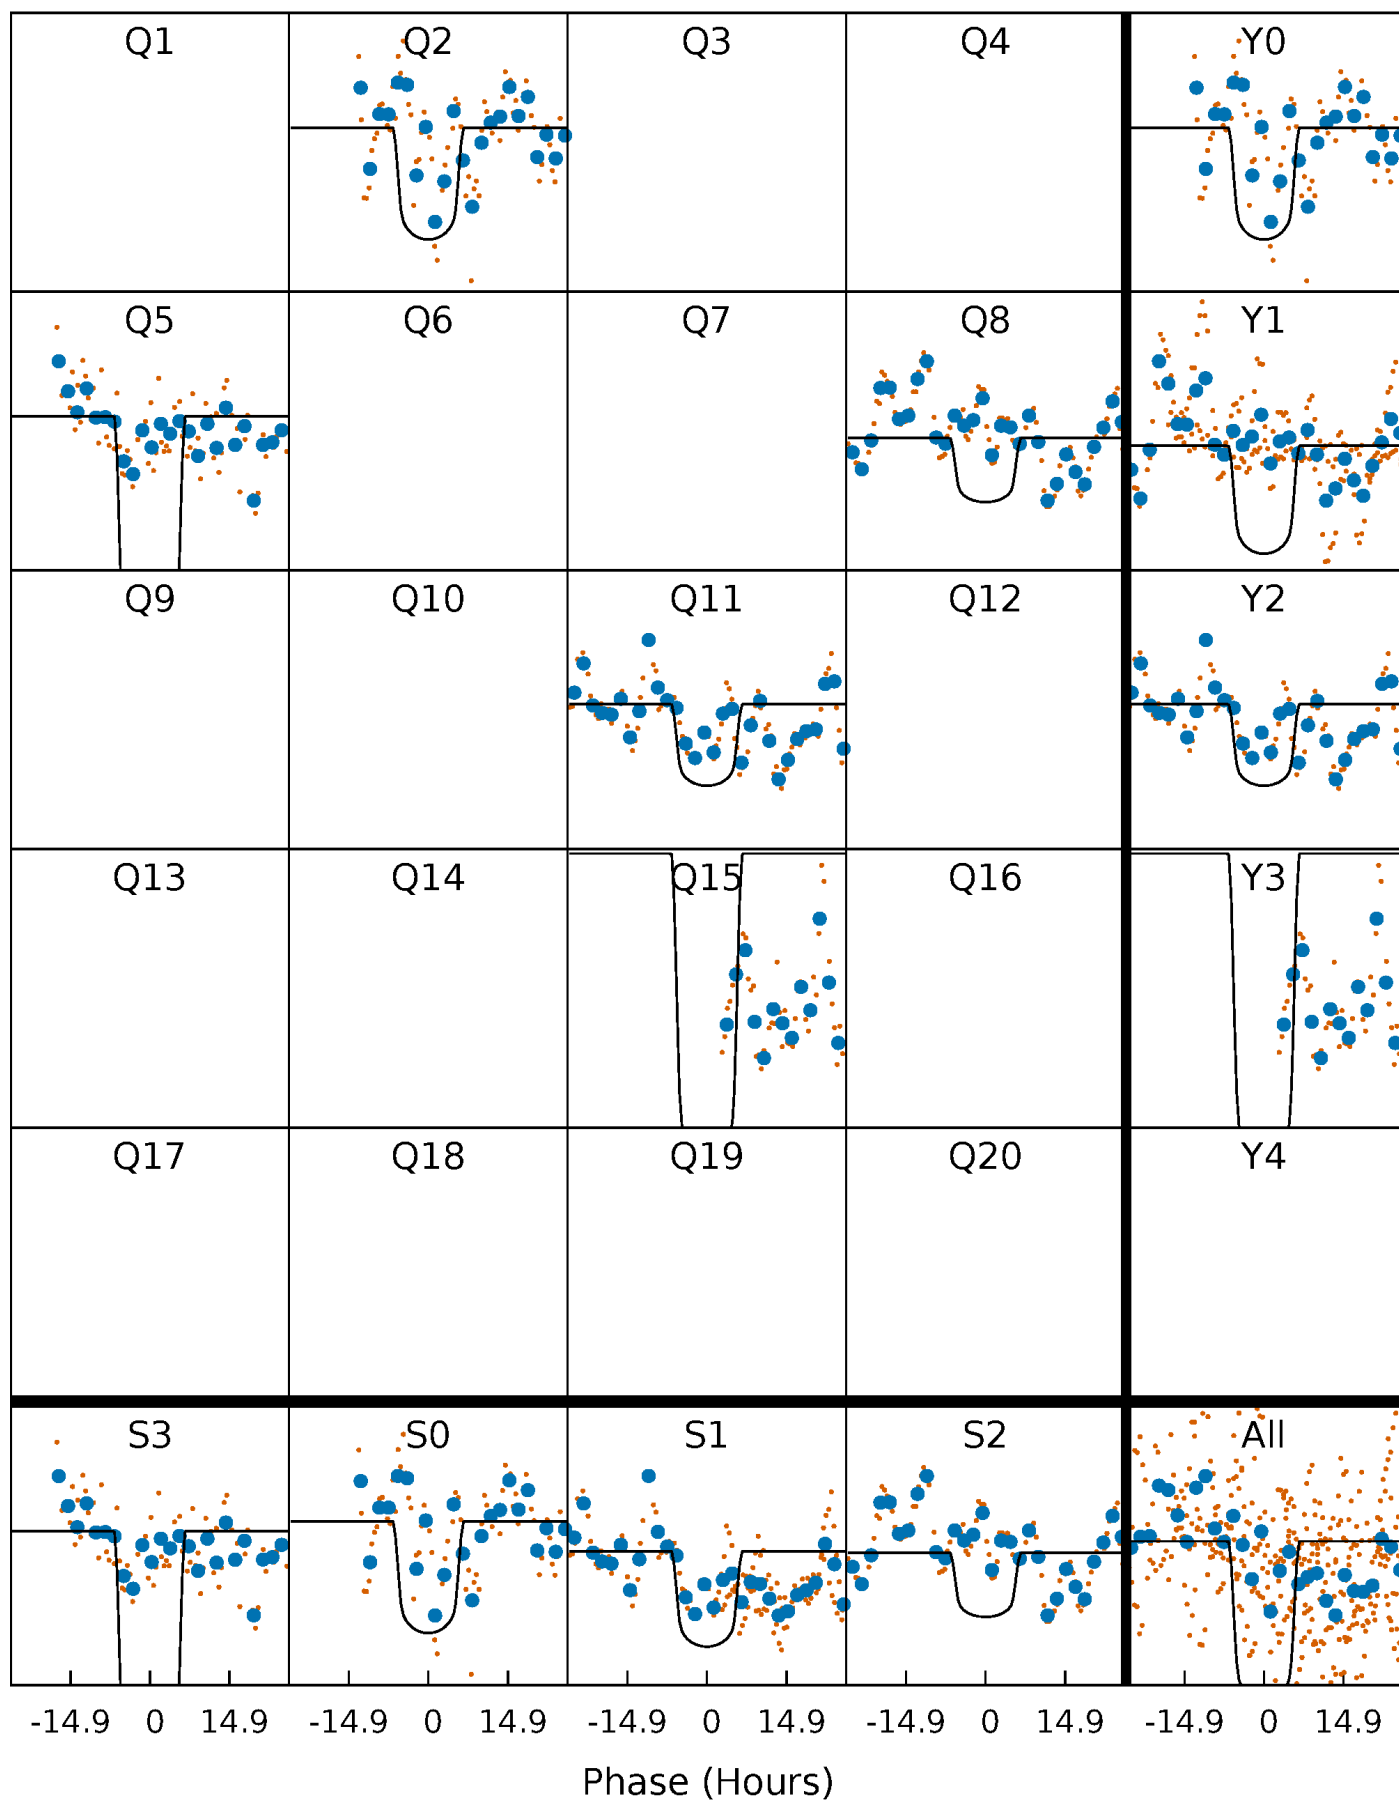 Q1 Q2 Q3 Q4 Y0
Q5 Q6 Q7 Q8 Y1
Q9 Q10 Q11 Q12 Y2
Q13 Q14 Q15 Q16 Y3
Q17 Q18 Q19 Q20 Y4
S3 S0 S1 S2 All
-14.9 0 14.9 -14.9 0 14.9 -14.9 0 14.9 -14.9 0 14.9 -14.9 0 14.9
Phase (Hours)